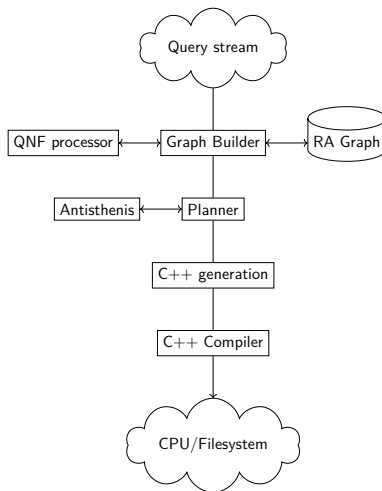 Query stream
QNF processor
Graph Builder
RA Graph
Antisthenis
Planner
C++ generation
C++ Compiler
CPU/Filesystem